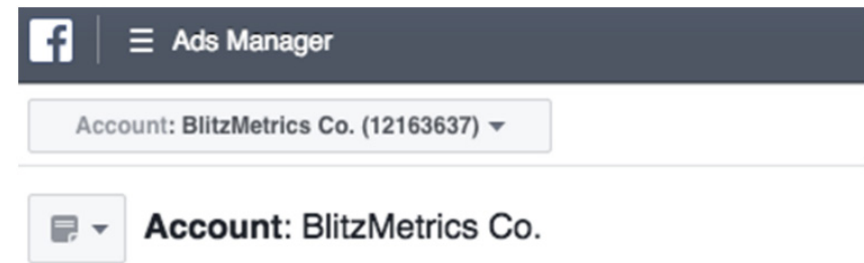 f Ads Manager
Account: BlitzMetrics Co. (12163637)
Account: BlitzMetrics Co.